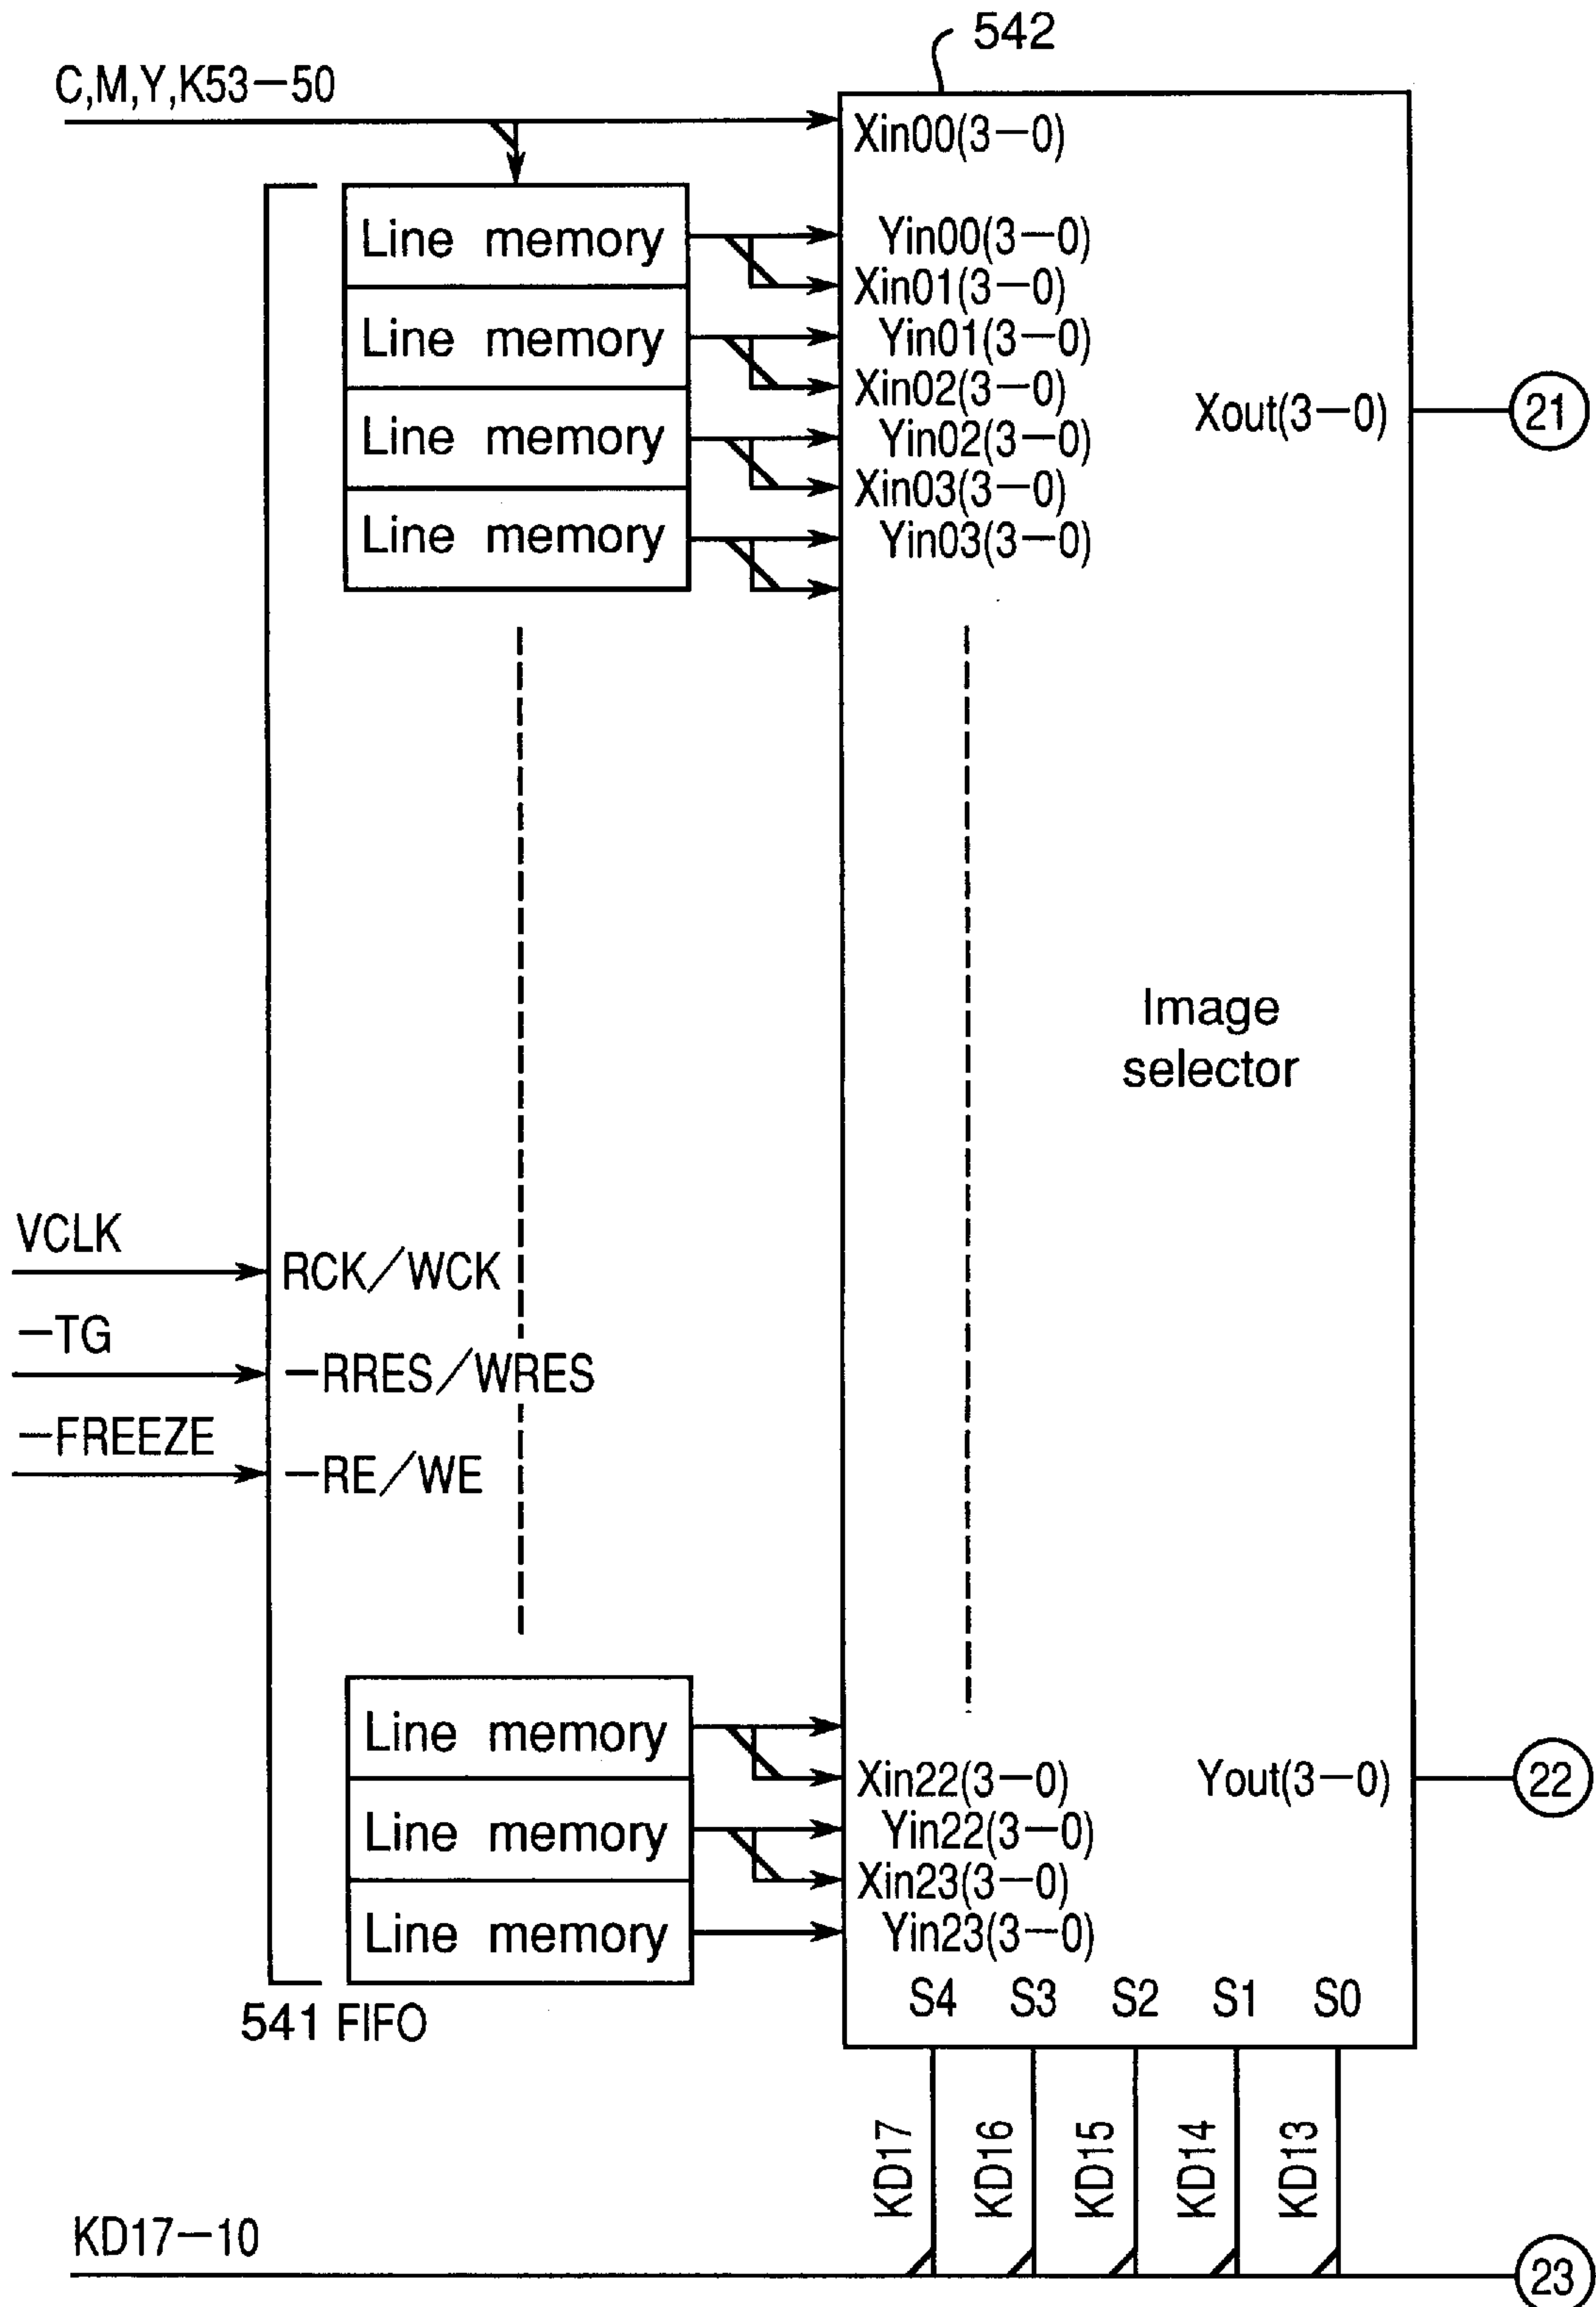 542
C,M,Y,K53−50
Xin00(3−0)
Line memory
Yin00(3−0)
Xin01(3−0)
Line memory
Yin01(3−0)
Xin02(3−0)
Xout(3−0)
21
Line memory
Yin02(3−0)
Xin03(3−0)
Line memory
Yin03(3−0)
Image
selector
VCLK
RCK/WCK
−TG
−RRES/WRES
−FREEZE
−RE/WE
Line memory
Xin22(3−0)
Yout(3−0)
22
Line memory
Yin22(3−0)
Xin23(3−0)
Line memory
Yin23(3−0)
S4 S3 S2 S1 S0
541 FIFO
KD17
KD16
KD15
KD14
KD13
KD17−10
23